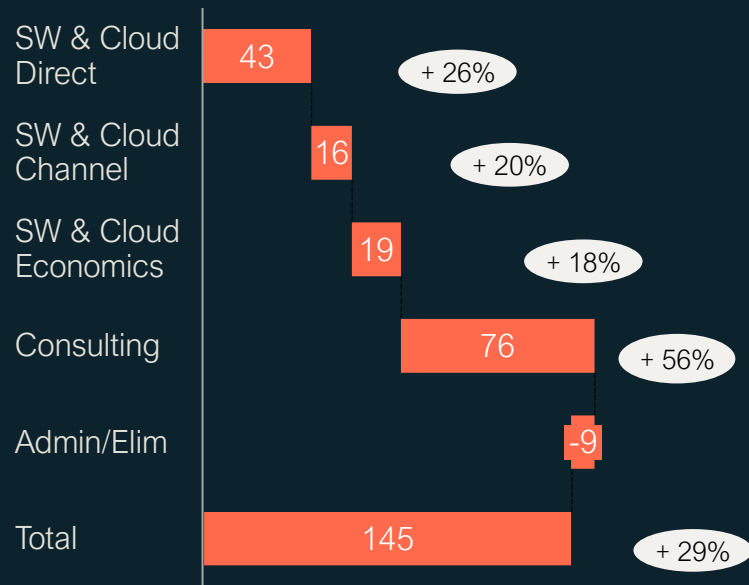 SW & Cloud
Direct
43
+ 26%
SW & Cloud
Channel
16
+ 20%
SW & Cloud
Economics
19
+ 18%
Consulting
76
+ 56%
Admin/Elim
-9
Total
145
+ 29%